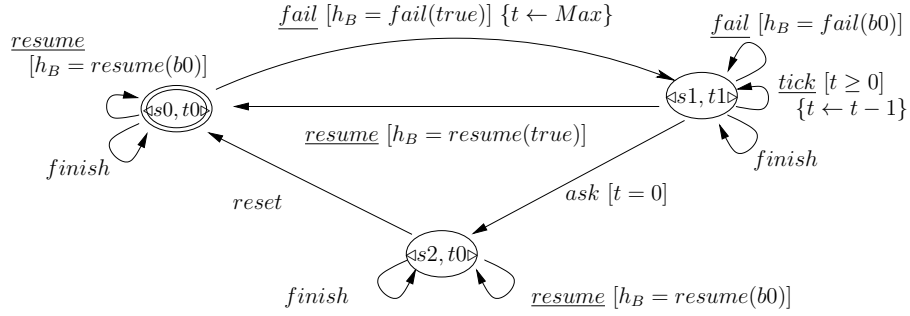 fail [h_B = fail(true)] {t ← Max}
fail [h_B = fail(b0)]
resume
[h_B = resume(b0)]
tick [t ≥ 0]
{t ← t − 1}
◁s0, t0▷
◁s1, t1▷
resume [h_B = resume(true)]
finish
finish
ask [t = 0]
reset
◁s2, t0▷
finish
resume [h_B = resume(b0)]